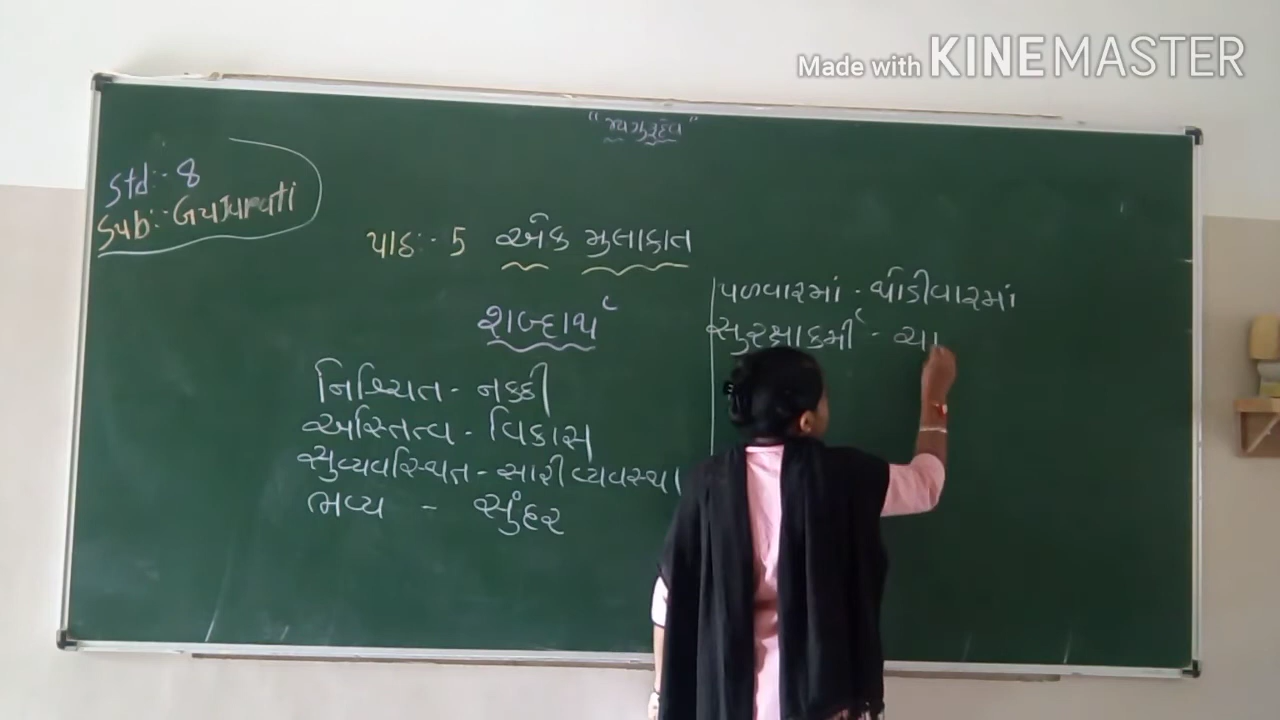 Made with KINEMASTER
"જય ગુરુદેવ"
Std:- 8
Sub:- Gujarati
પાઠ:- 5 એક મુલાકાત
શબ્દાર્થ
નિશ્ચિત - નક્કી
અસ્તિત્વ - વિકાસ
સુવ્યવસ્થિત - સારી વ્યવસ્થા
ભવ્ય - સુંદર
પળવારમાં - થોડીવારમાં
સુરક્ષાકર્મી - ચા